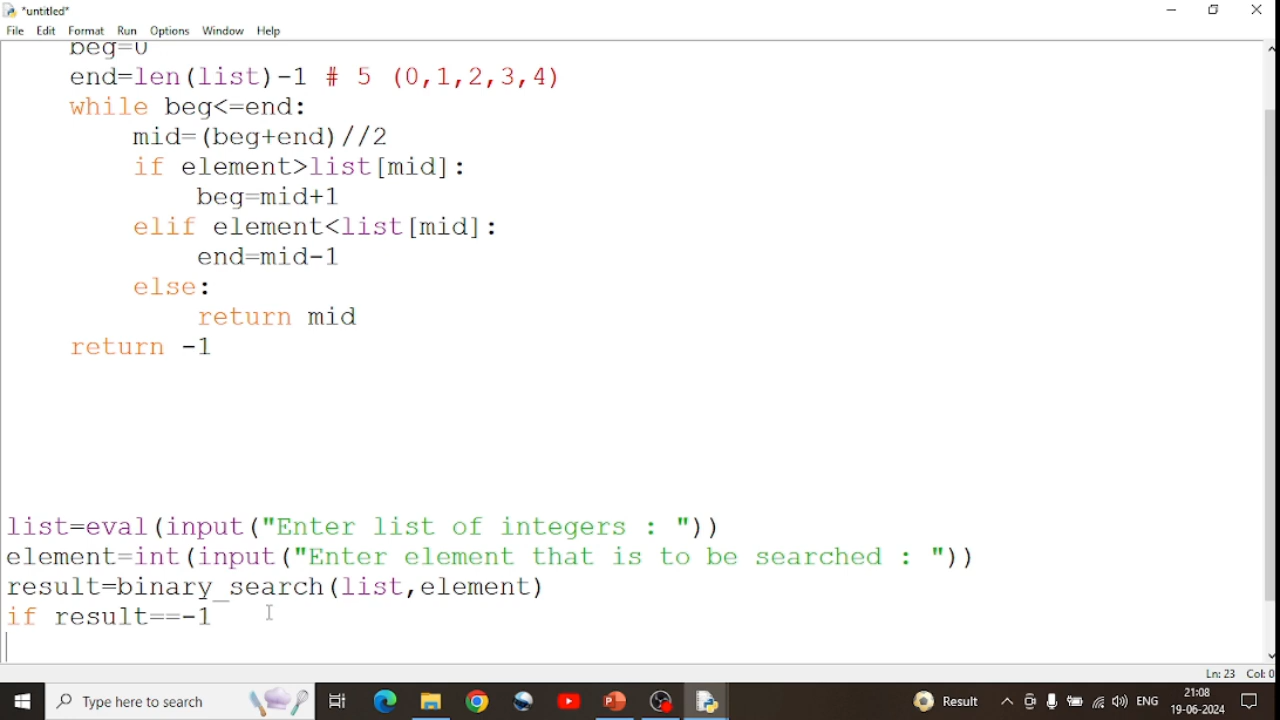 *untitled*
File Edit Format Run Options Window Help
beg=0
end=len(list)-1 # 5 (0,1,2,3,4)
while beg<=end:
mid=(beg+end)//2
if element>list[mid]:
beg=mid+1
elif element<list[mid]:
end=mid-1
else:
return mid
return -1
list=eval(input("Enter list of integers : "))
element=int(input("Enter element that is to be searched : "))
result=binary_search(list,element)
if result==-1
Ln: 23 Col: 0
Type here to search
Result
ENG
21:08
19-06-2024